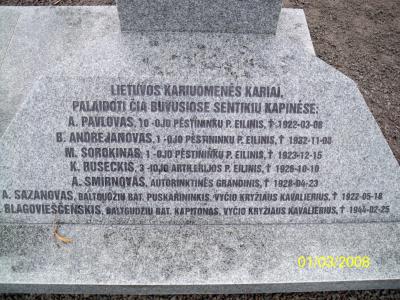 LIETUVOS KARIUOMENĖS KARIAI,
PALAIDOTI ČIA BUVUSIOSE SENTIKIŲ KAPINĖSE:
A. PAVLOVAS, 10 -OJO PĖSTININKŲ P. EILINIS, † 1922-03-08
B. ANDREJANOVAS, 1 -OJO PĖSTININKŲ P. EILINIS, † 1932-11-03
M. SOROKINAS, 1 -OJO PĖSTININKŲ P. EILINIS, † 1923-12-15
K. RUSECKIS, 3 -IOJO ARTILERIJOS P. EILINIS, † 1926-10-10
A. SMIRNOVAS, AUTORINKTINĖS GRANDINIS, † 1928-04-23
A. SAZANOVAS, BALTGUDŽIŲ BAT. PUSKARININKIS, VYČIO KRYŽIAUS KAVALIERIUS, † 1922-05-18
BLAGOVIEŠČENSKIS, BALTGUDŽIŲ BAT. KAPITONAS, VYČIO KRYŽIAUS KAVALIERIUS, † 1944-02-25
01/03/2008